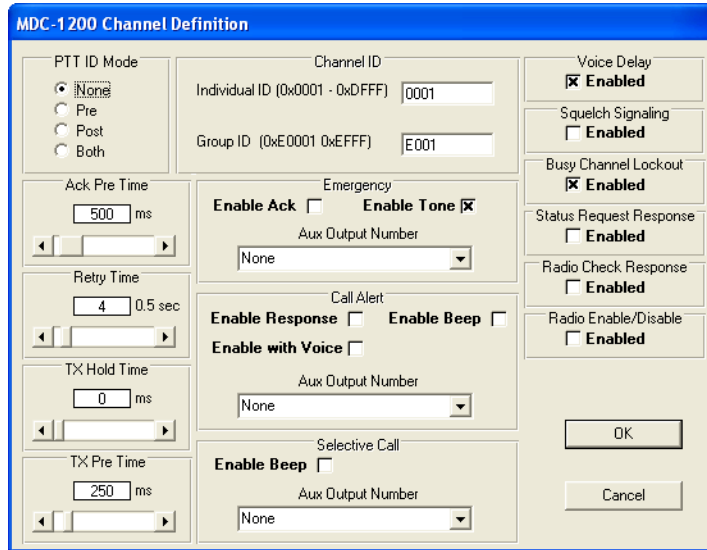 MDC-1200 Channel Definition
PTT ID Mode
None
Pre
Post
Both
Channel ID
Individual ID (0x0001 - 0xDFFF) 0001
Group ID (0xE0001 0xEFFF) E001
Voice Delay
Enabled
Squelch Signaling
Enabled
Busy Channel Lockout
Enabled
Status Request Response
Enabled
Radio Check Response
Enabled
Radio Enable/Disable
Enabled
Ack Pre Time
500 ms
Retry Time
4 0.5 sec
TX Hold Time
0 ms
TX Pre Time
250 ms
Emergency
Enable Ack Enable Tone
Aux Output Number
None
Call Alert
Enable Response Enable Beep
Enable with Voice
Aux Output Number
None
Selective Call
Enable Beep
Aux Output Number
None
OK
Cancel